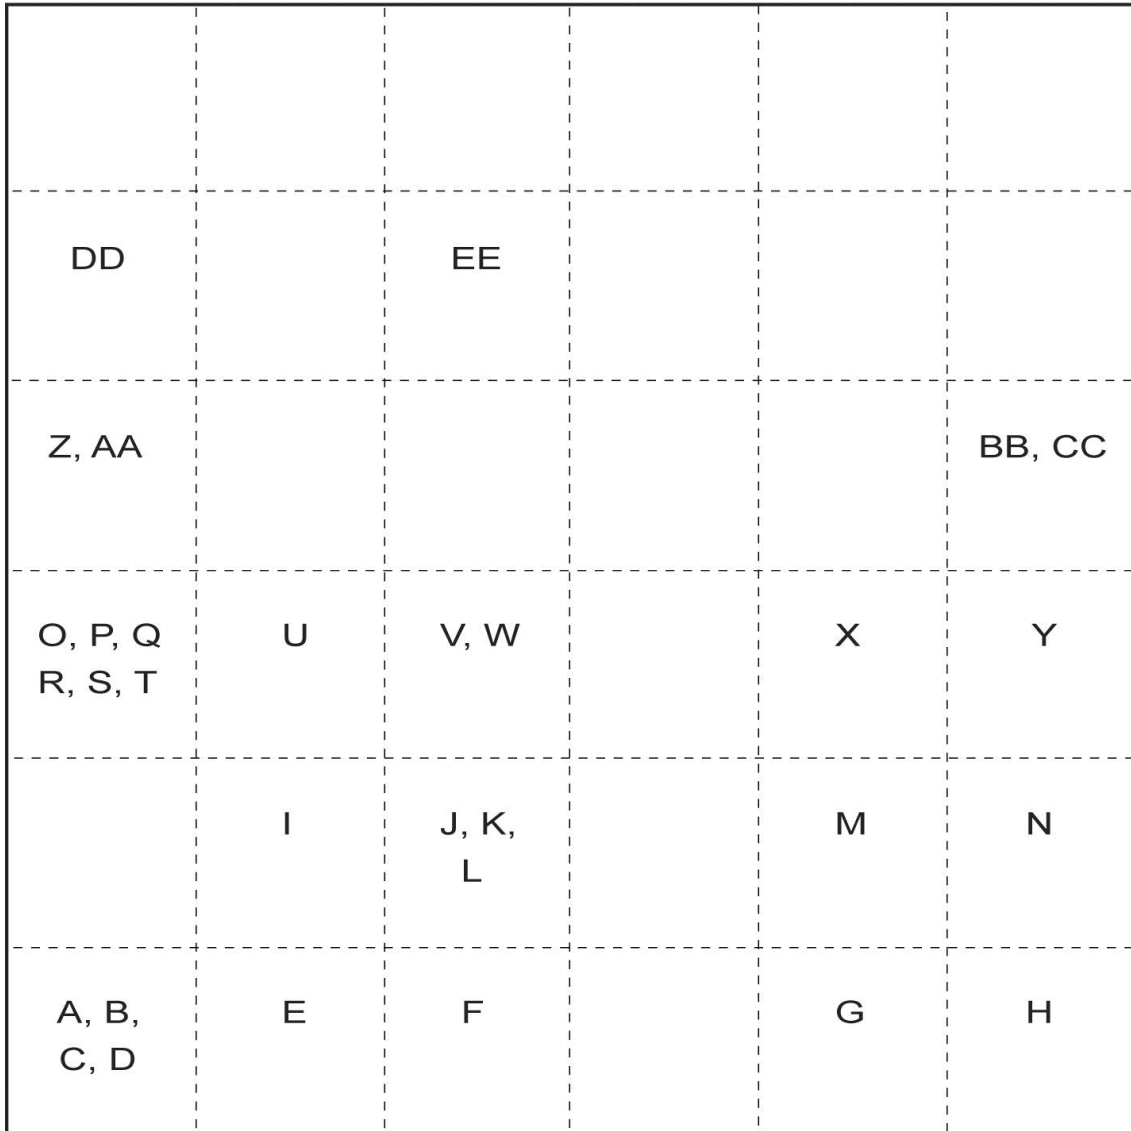 DD EE
Z, AA BB, CC
O, P, Q U V, W X Y
R, S, T
I J, K, M N
L
A, B, E F G H
C, D